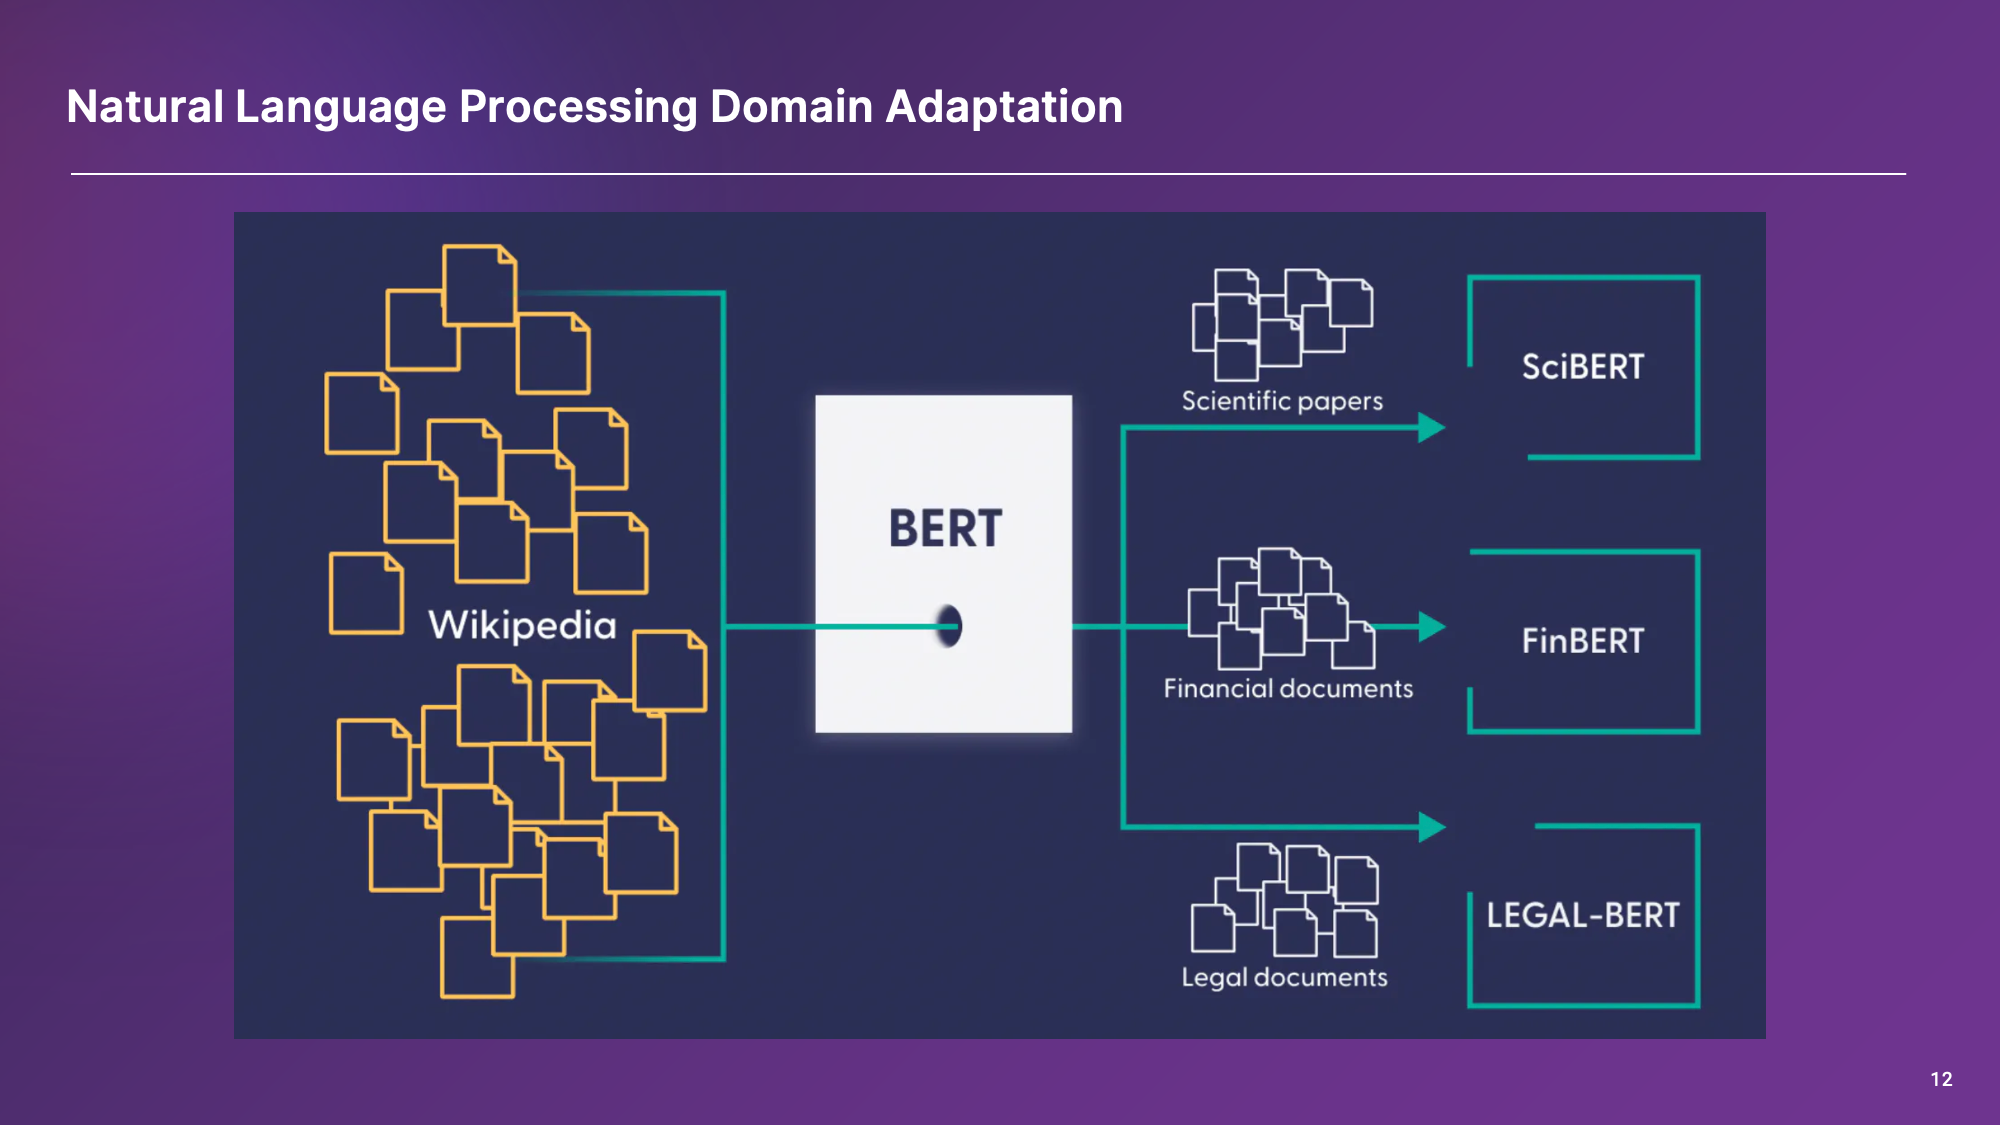 Natural Language Processing Domain Adaptation
Wikipedia
BERT
Scientific papers
SciBERT
Financial documents
FinBERT
Legal documents
LEGAL-BERT
12